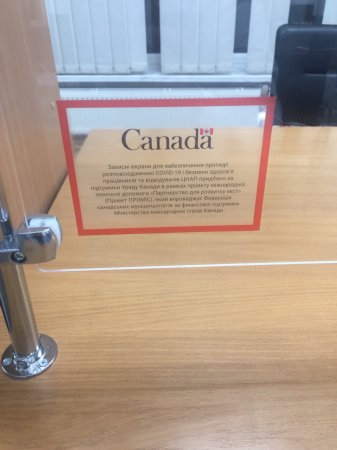 Canada
Захисні екрани для забезпечення протидії
розповсюдженню COVID-19 і безпеки здоров'я
працівників та відвідувачів ЦНАП придбано за
підтримки Уряду Канади в рамках проекту міжнародної
технічної допомоги «Партнерство для розвитку міст»
(Проект ПРОМІС), який впроваджує Федерація
канадських муніципалітетів за фінансової підтримки
Міністерства міжнародних справ Канади